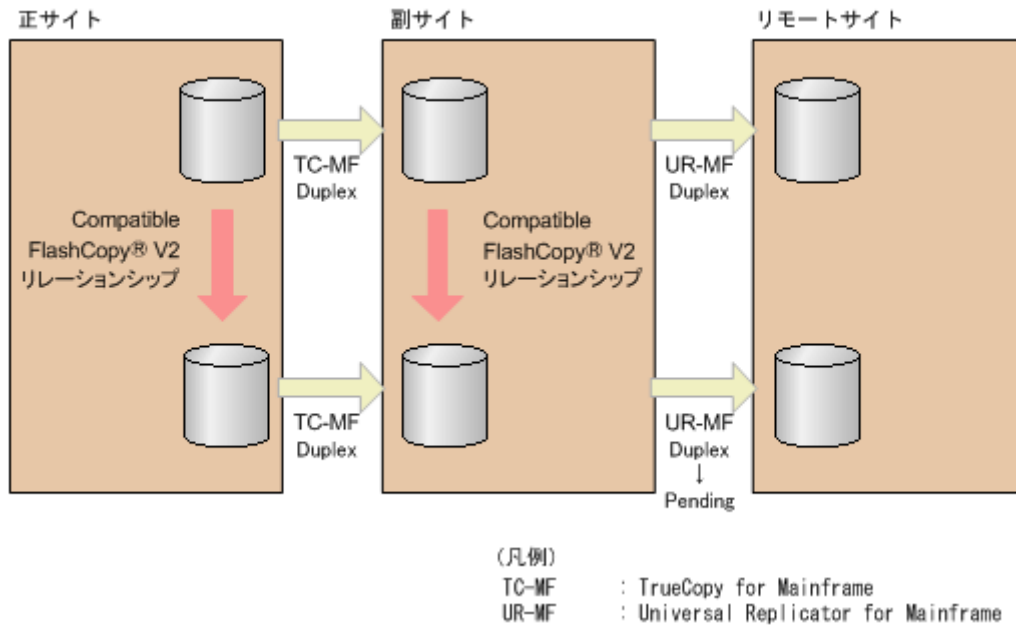 正サイト
副サイト
リモートサイト
TC-MF
Duplex
UR-MF
Duplex
Compatible
FlashCopy® V2
リレーションシップ
Compatible
FlashCopy® V2
リレーションシップ
TC-MF
Duplex
UR-MF
Duplex
↓
Pending
(凡例)
TC-MF : TrueCopy for Mainframe
UR-MF : Universal Replicator for Mainframe